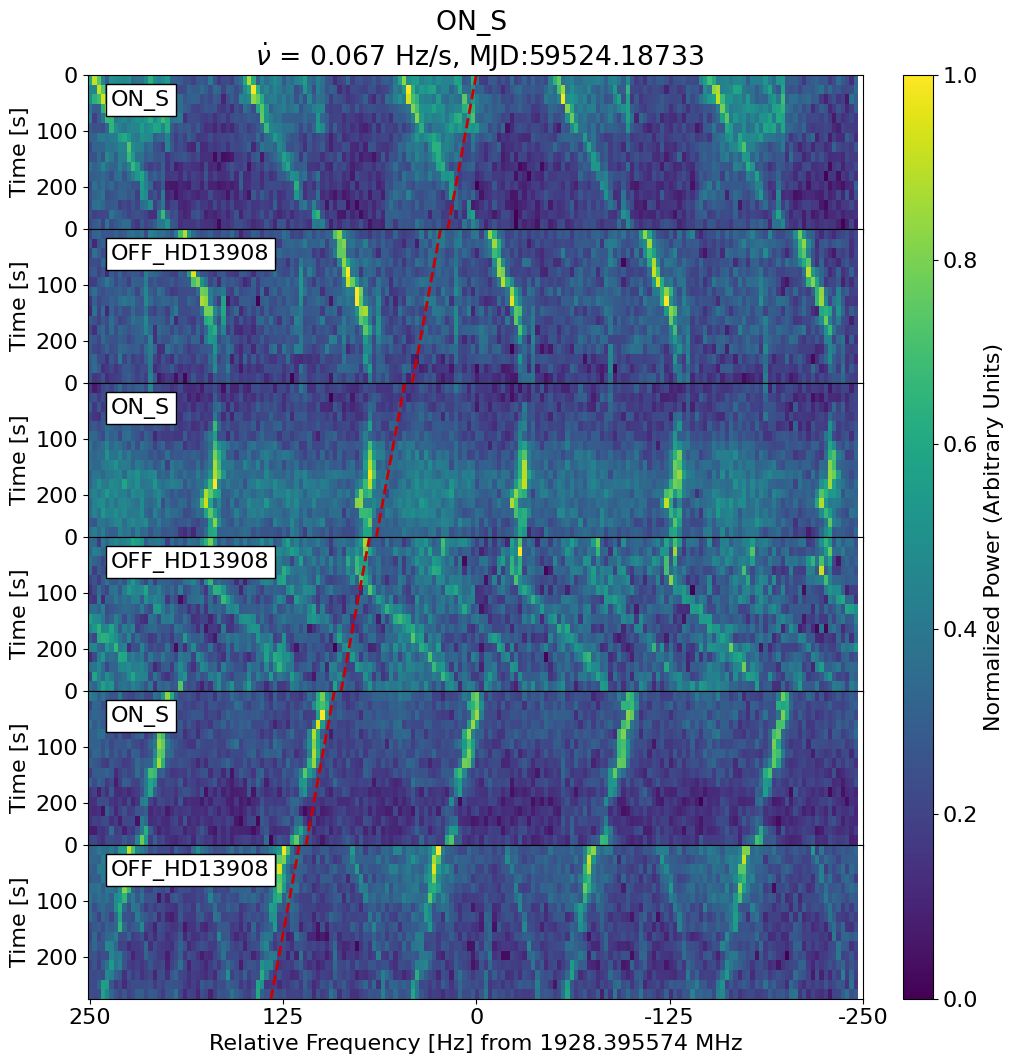 ON_S
ν̇ = 0.067 Hz/s, MJD:59524.18733
0
100
200
Time [s]
ON_S
0
100
200
Time [s]
OFF_HD13908
0
100
200
Time [s]
ON_S
0
100
200
Time [s]
OFF_HD13908
0
100
200
Time [s]
ON_S
0
100
200
Time [s]
OFF_HD13908
250 125 0 -125 -250
Relative Frequency [Hz] from 1928.395574 MHz
1.0
0.8
0.6
0.4
0.2
0.0
Normalized Power (Arbitrary Units)